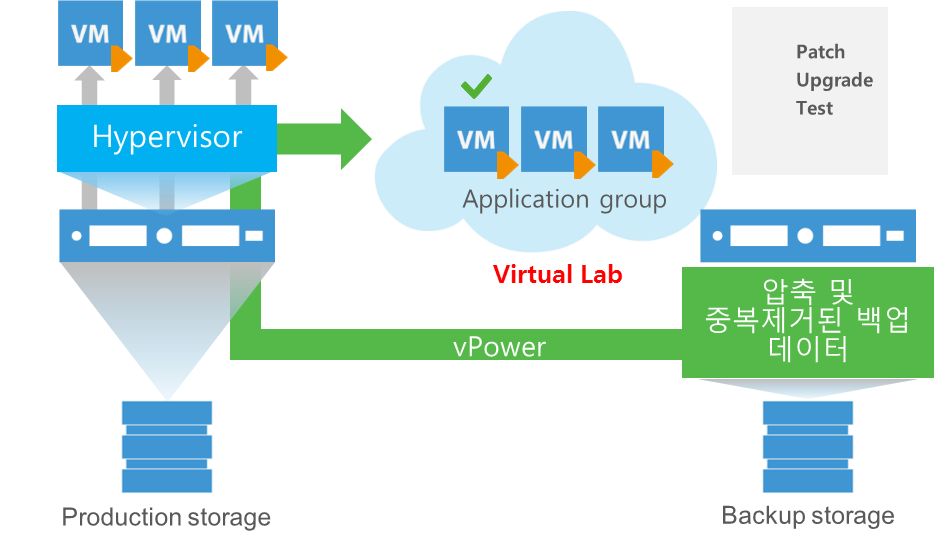 VM VM VM
Hypervisor
VM VM VM
Application group
Virtual Lab
Patch
Upgrade
Test
압축 및
중복제거된 백업
데이터
vPower
Production storage
Backup storage